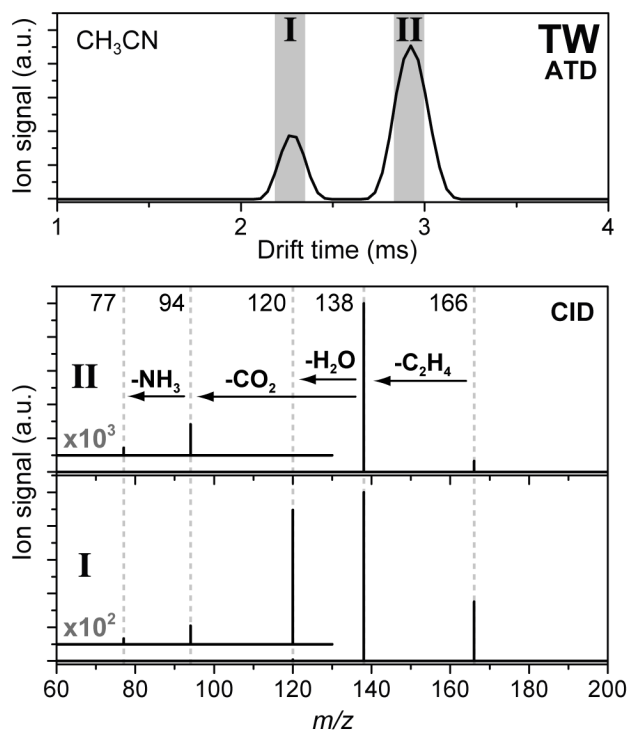 CH₃CN
I
II
TW
ATD
Ion signal (a.u.)
1
2
3
4
Drift time (ms)
77
94
120
138
166
CID
-NH₃
-CO₂
-H₂O
-C₂H₄
II
x10³
Ion signal (a.u.)
I
x10²
60
80
100
120
140
160
180
200
m/z